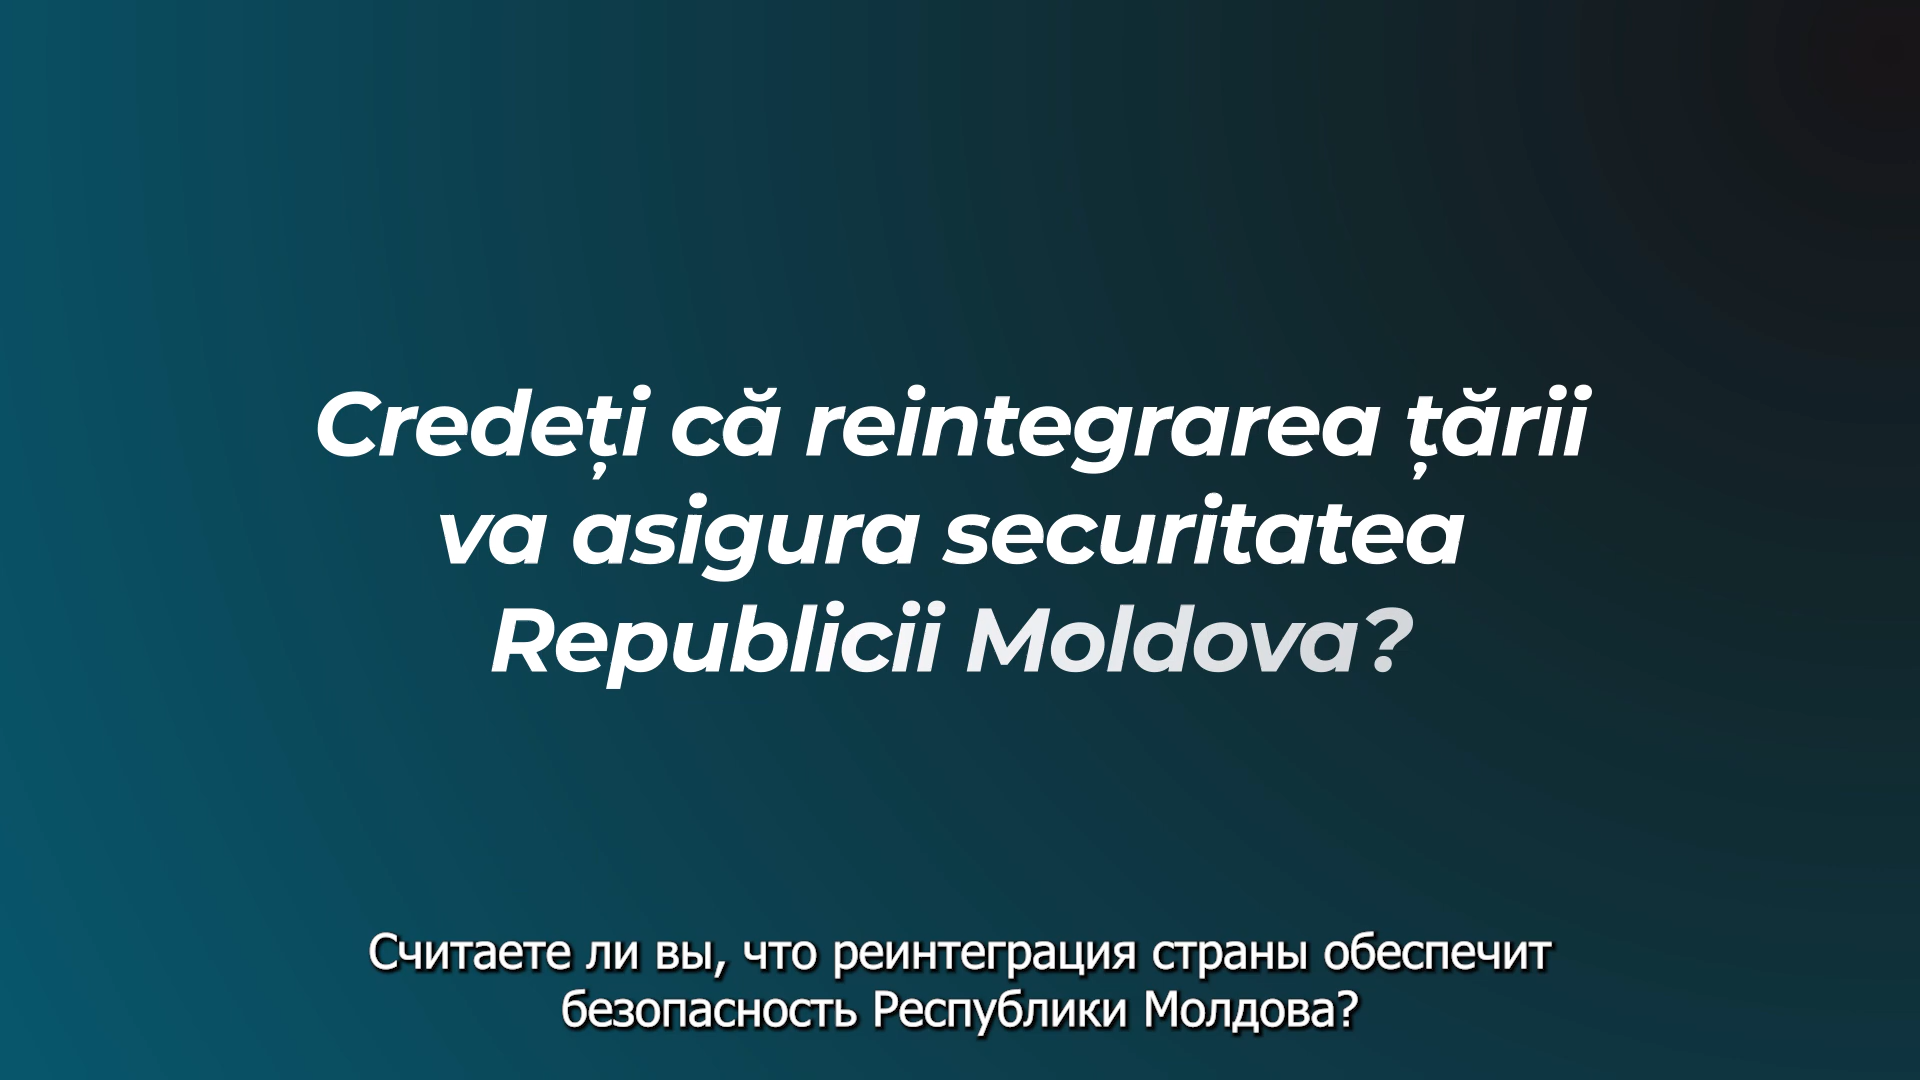 Credeți că reintegrarea țării
va asigura securitatea
Republicii Moldova?
Считаете ли вы, что реинтеграция страны обеспечит
безопасность Республики Молдова?